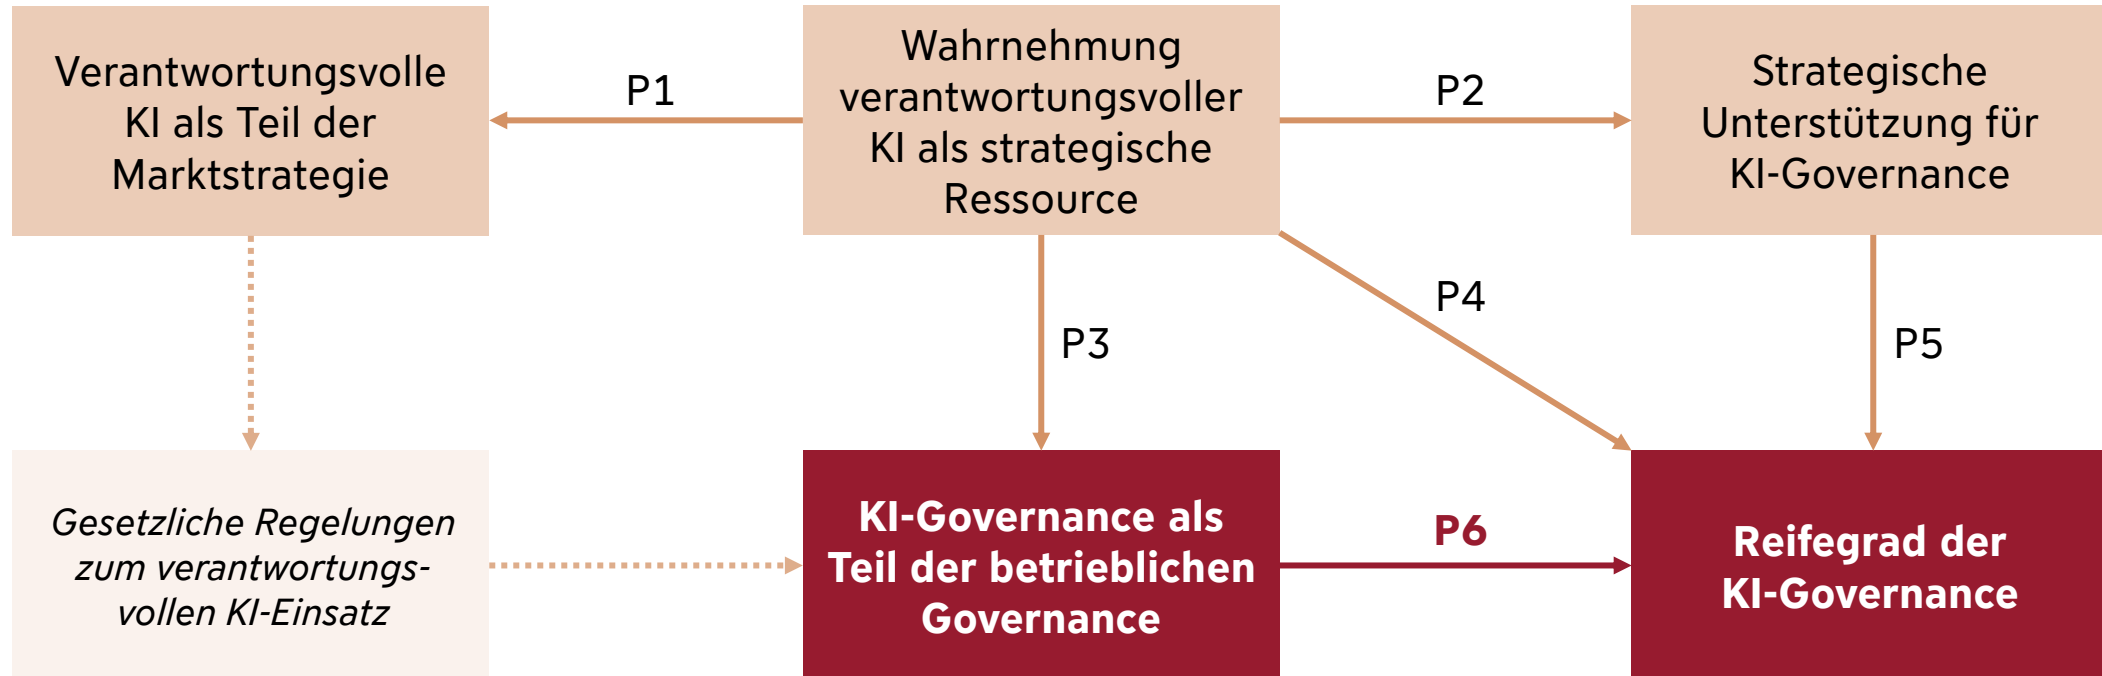 Verantwortungsvolle
KI als Teil der
Marktstrategie
P1
Wahrnehmung
verantwortungsvoller
KI als strategische
Ressource
P2
Strategische
Unterstützung für
KI-Governance
P3
P4
P5
Gesetzliche Regelungen
zum verantwortungs-
vollen KI-Einsatz
KI-Governance als
Teil der betrieblichen
Governance
P6
Reifegrad der
KI-Governance